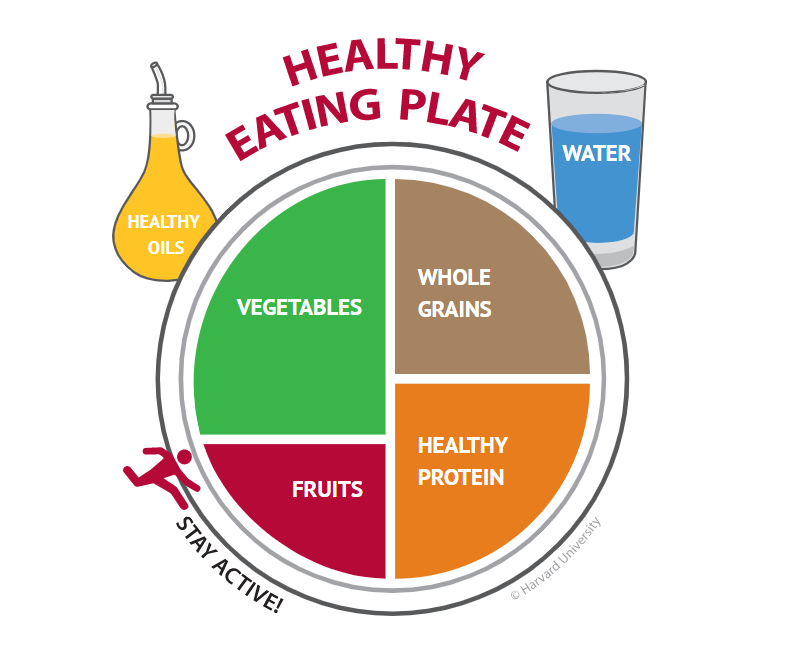 HEALTHY
EATING PLATE
HEALTHY
OILS
WATER
VEGETABLES
WHOLE
GRAINS
FRUITS
HEALTHY
PROTEIN
STAY ACTIVE!
© Harvard University